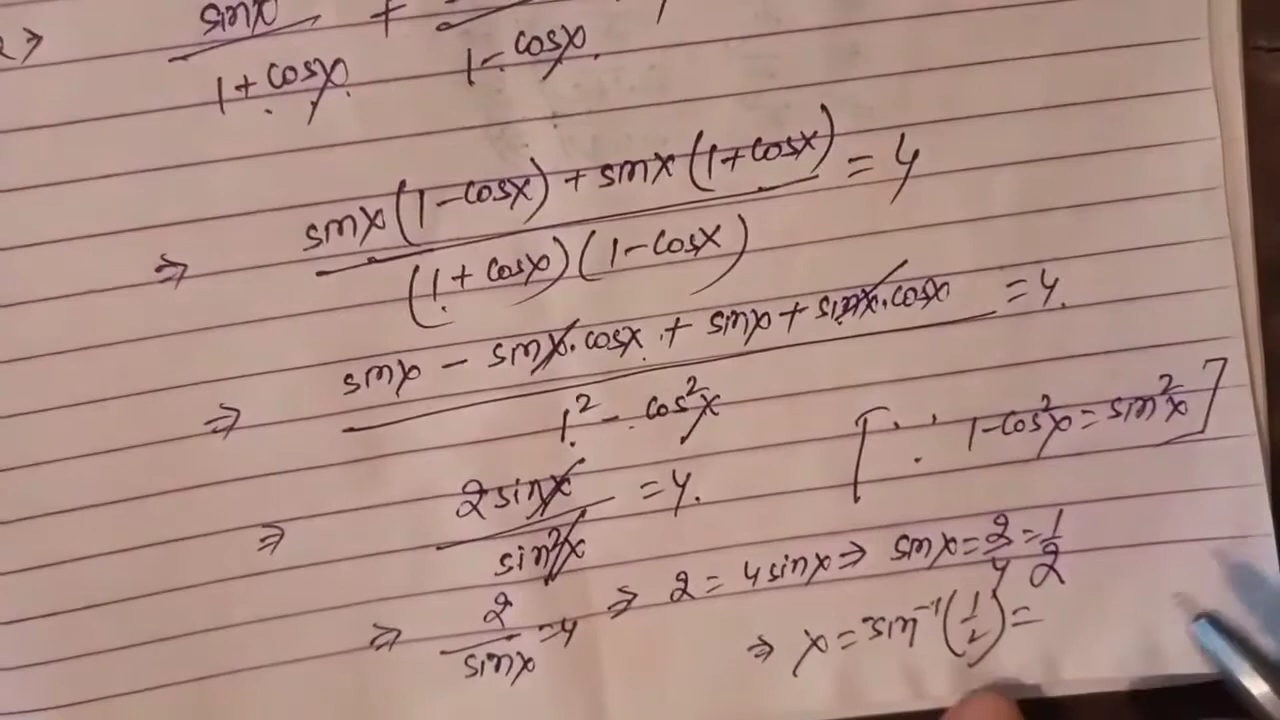 sinx/1+cosx + /1-cosx
⇒ sinx(1-cosx)+sinx(1+cosx)/(1+cosx)(1-cosx) = 4
⇒ sinx - sinx.cosx + sinx + sinx.cosx/1² - cos²x = 4.
[∵ 1-cos²x = sin²x]
⇒ 2sinx/sin²x = 4.
⇒ 2/sinx = 4 ⇒ 2 = 4sinx ⇒ sinx = 2/4 = 1/2
⇒ x = sin⁻¹(1/2) =